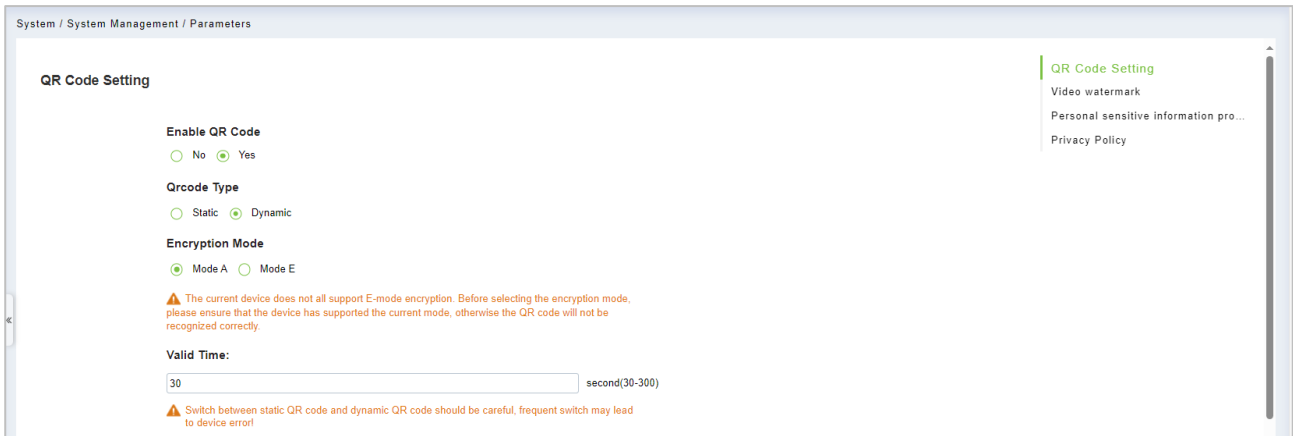 System / System Management / Parameters
QR Code Setting
Enable QR Code
No Yes
Qrcode Type
Static Dynamic
Encryption Mode
Mode A Mode E
The current device does not all support E-mode encryption. Before selecting the encryption mode,
please ensure that the device has supported the current mode, otherwise the QR code will not be
recognized correctly.
Valid Time:
30 second(30-300)
Switch between static QR code and dynamic QR code should be careful, frequent switch may lead
to device error!
QR Code Setting
Video watermark
Personal sensitive information pro...
Privacy Policy